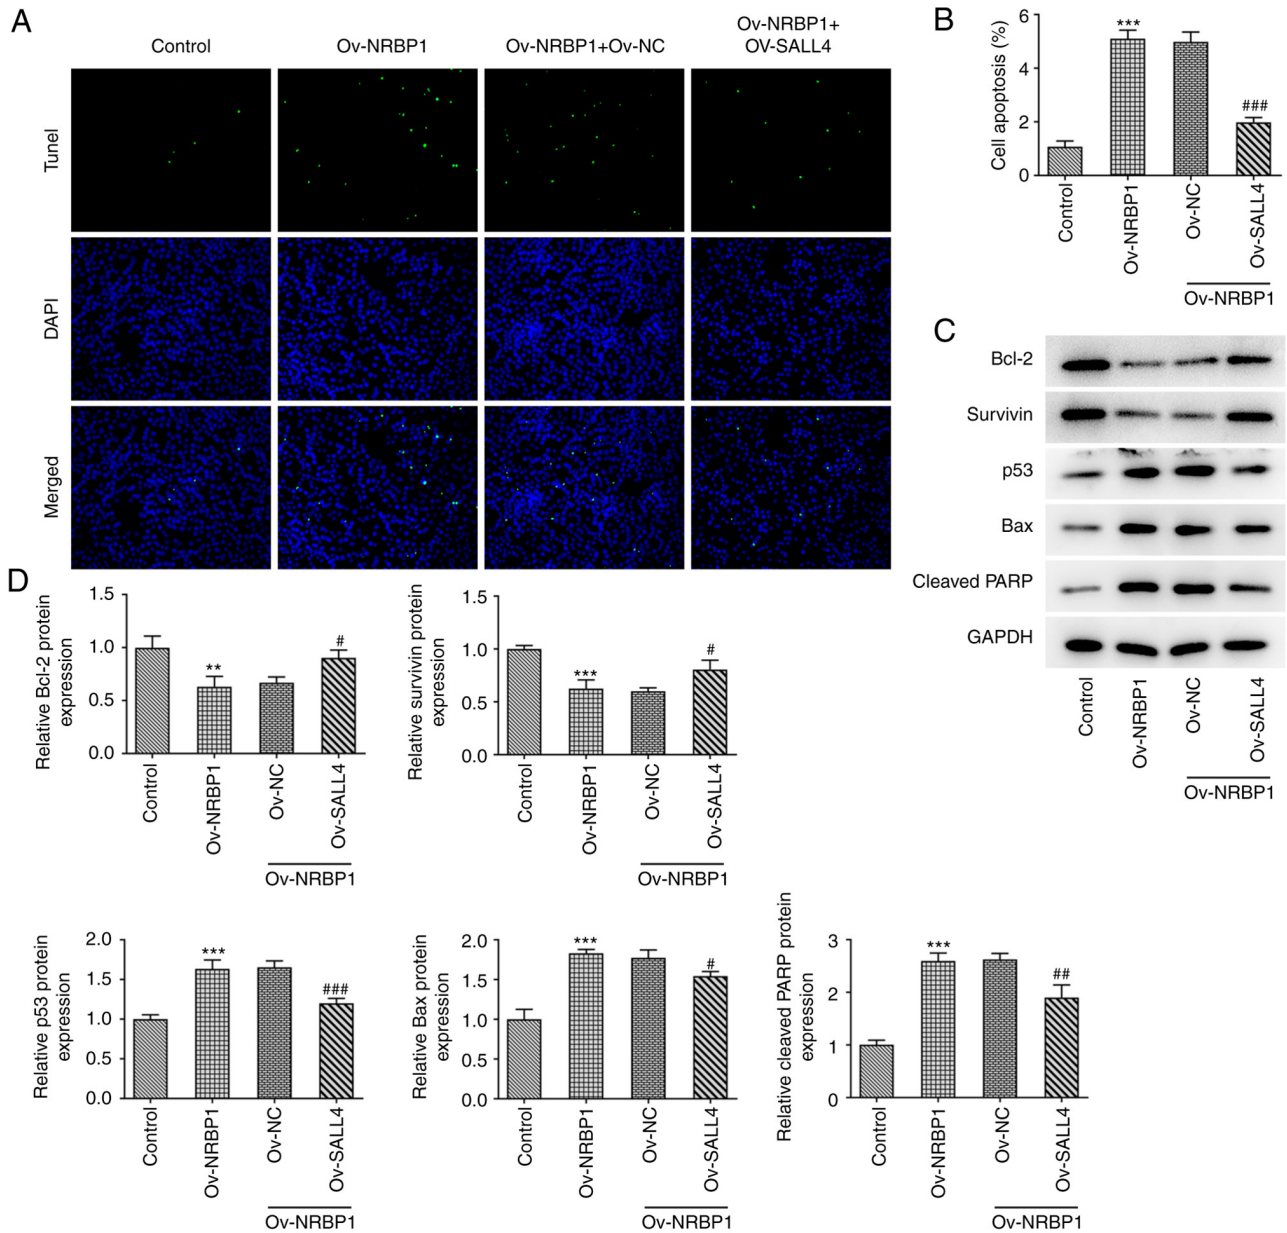 A
Control
Ov-NRBP1
Ov-NRBP1+Ov-NC
Ov-NRBP1+
OV-SALL4
Tunel
DAPI
Merged
B
Cell apoptosis (%)
6
4
2
0
***
###
Control
Ov-NRBP1
Ov-NC
Ov-SALL4
Ov-NRBP1
C
Bcl-2
Survivin
p53
Bax
Cleaved PARP
GAPDH
Control
Ov-NRBP1
Ov-NC
Ov-SALL4
Ov-NRBP1
D
Relative Bcl-2 protein
expression
1.5
1.0
0.5
0.0
**
#
Control
Ov-NRBP1
Ov-NC
Ov-SALL4
Ov-NRBP1
Relative survivin protein
expression
1.5
1.0
0.5
0.0
***
#
Control
Ov-NRBP1
Ov-NC
Ov-SALL4
Ov-NRBP1
Relative p53 protein
expression
2.0
1.5
1.0
0.5
0.0
***
###
Control
Ov-NRBP1
Ov-NC
Ov-SALL4
Ov-NRBP1
Relative Bax protein
expression
2.0
1.5
1.0
0.5
0.0
***
#
Control
Ov-NRBP1
Ov-NC
Ov-SALL4
Ov-NRBP1
Relative cleaved PARP protein
expression
3
2
1
0
***
##
Control
Ov-NRBP1
Ov-NC
Ov-SALL4
Ov-NRBP1